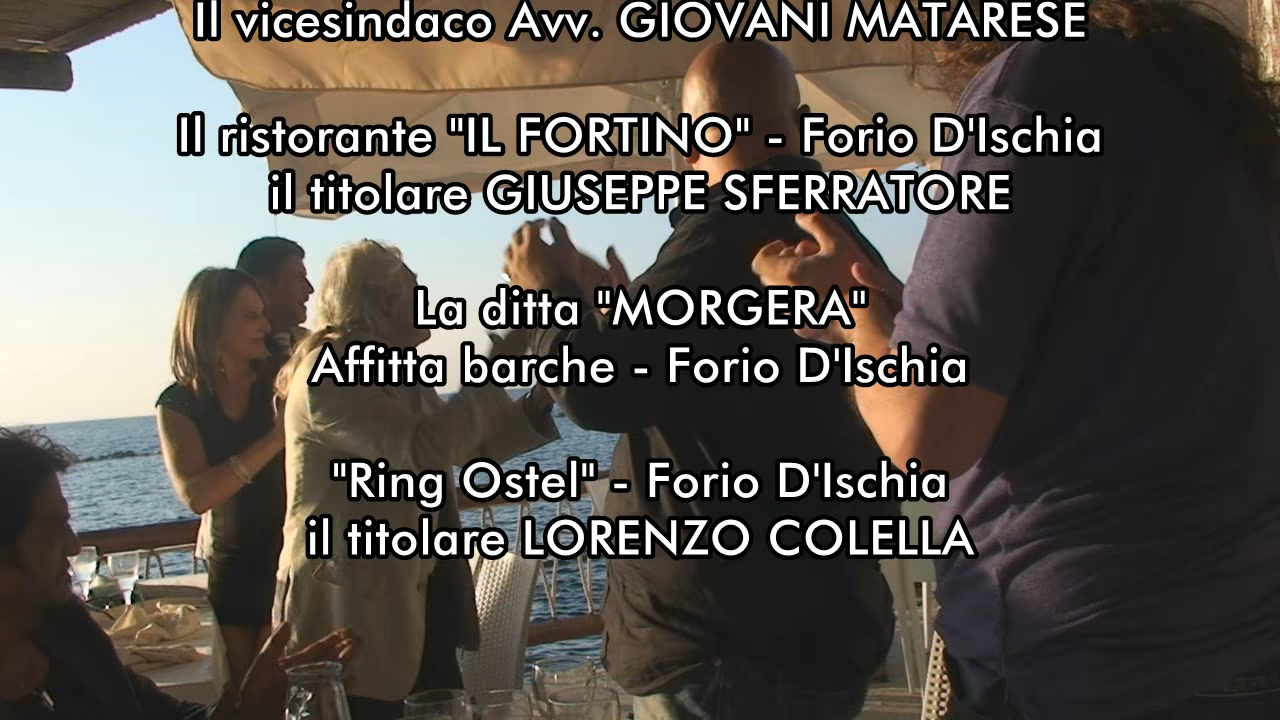 Il vicesindaco Avv. GIOVANI MATARESE
Il ristorante "IL FORTINO" - Forio D'Ischia
il titolare GIUSEPPE SFERRATORE
La ditta "MORGERA"
Affitta barche - Forio D'Ischia
"Ring Ostel" - Forio D'Ischia
il titolare LORENZO COLELLA